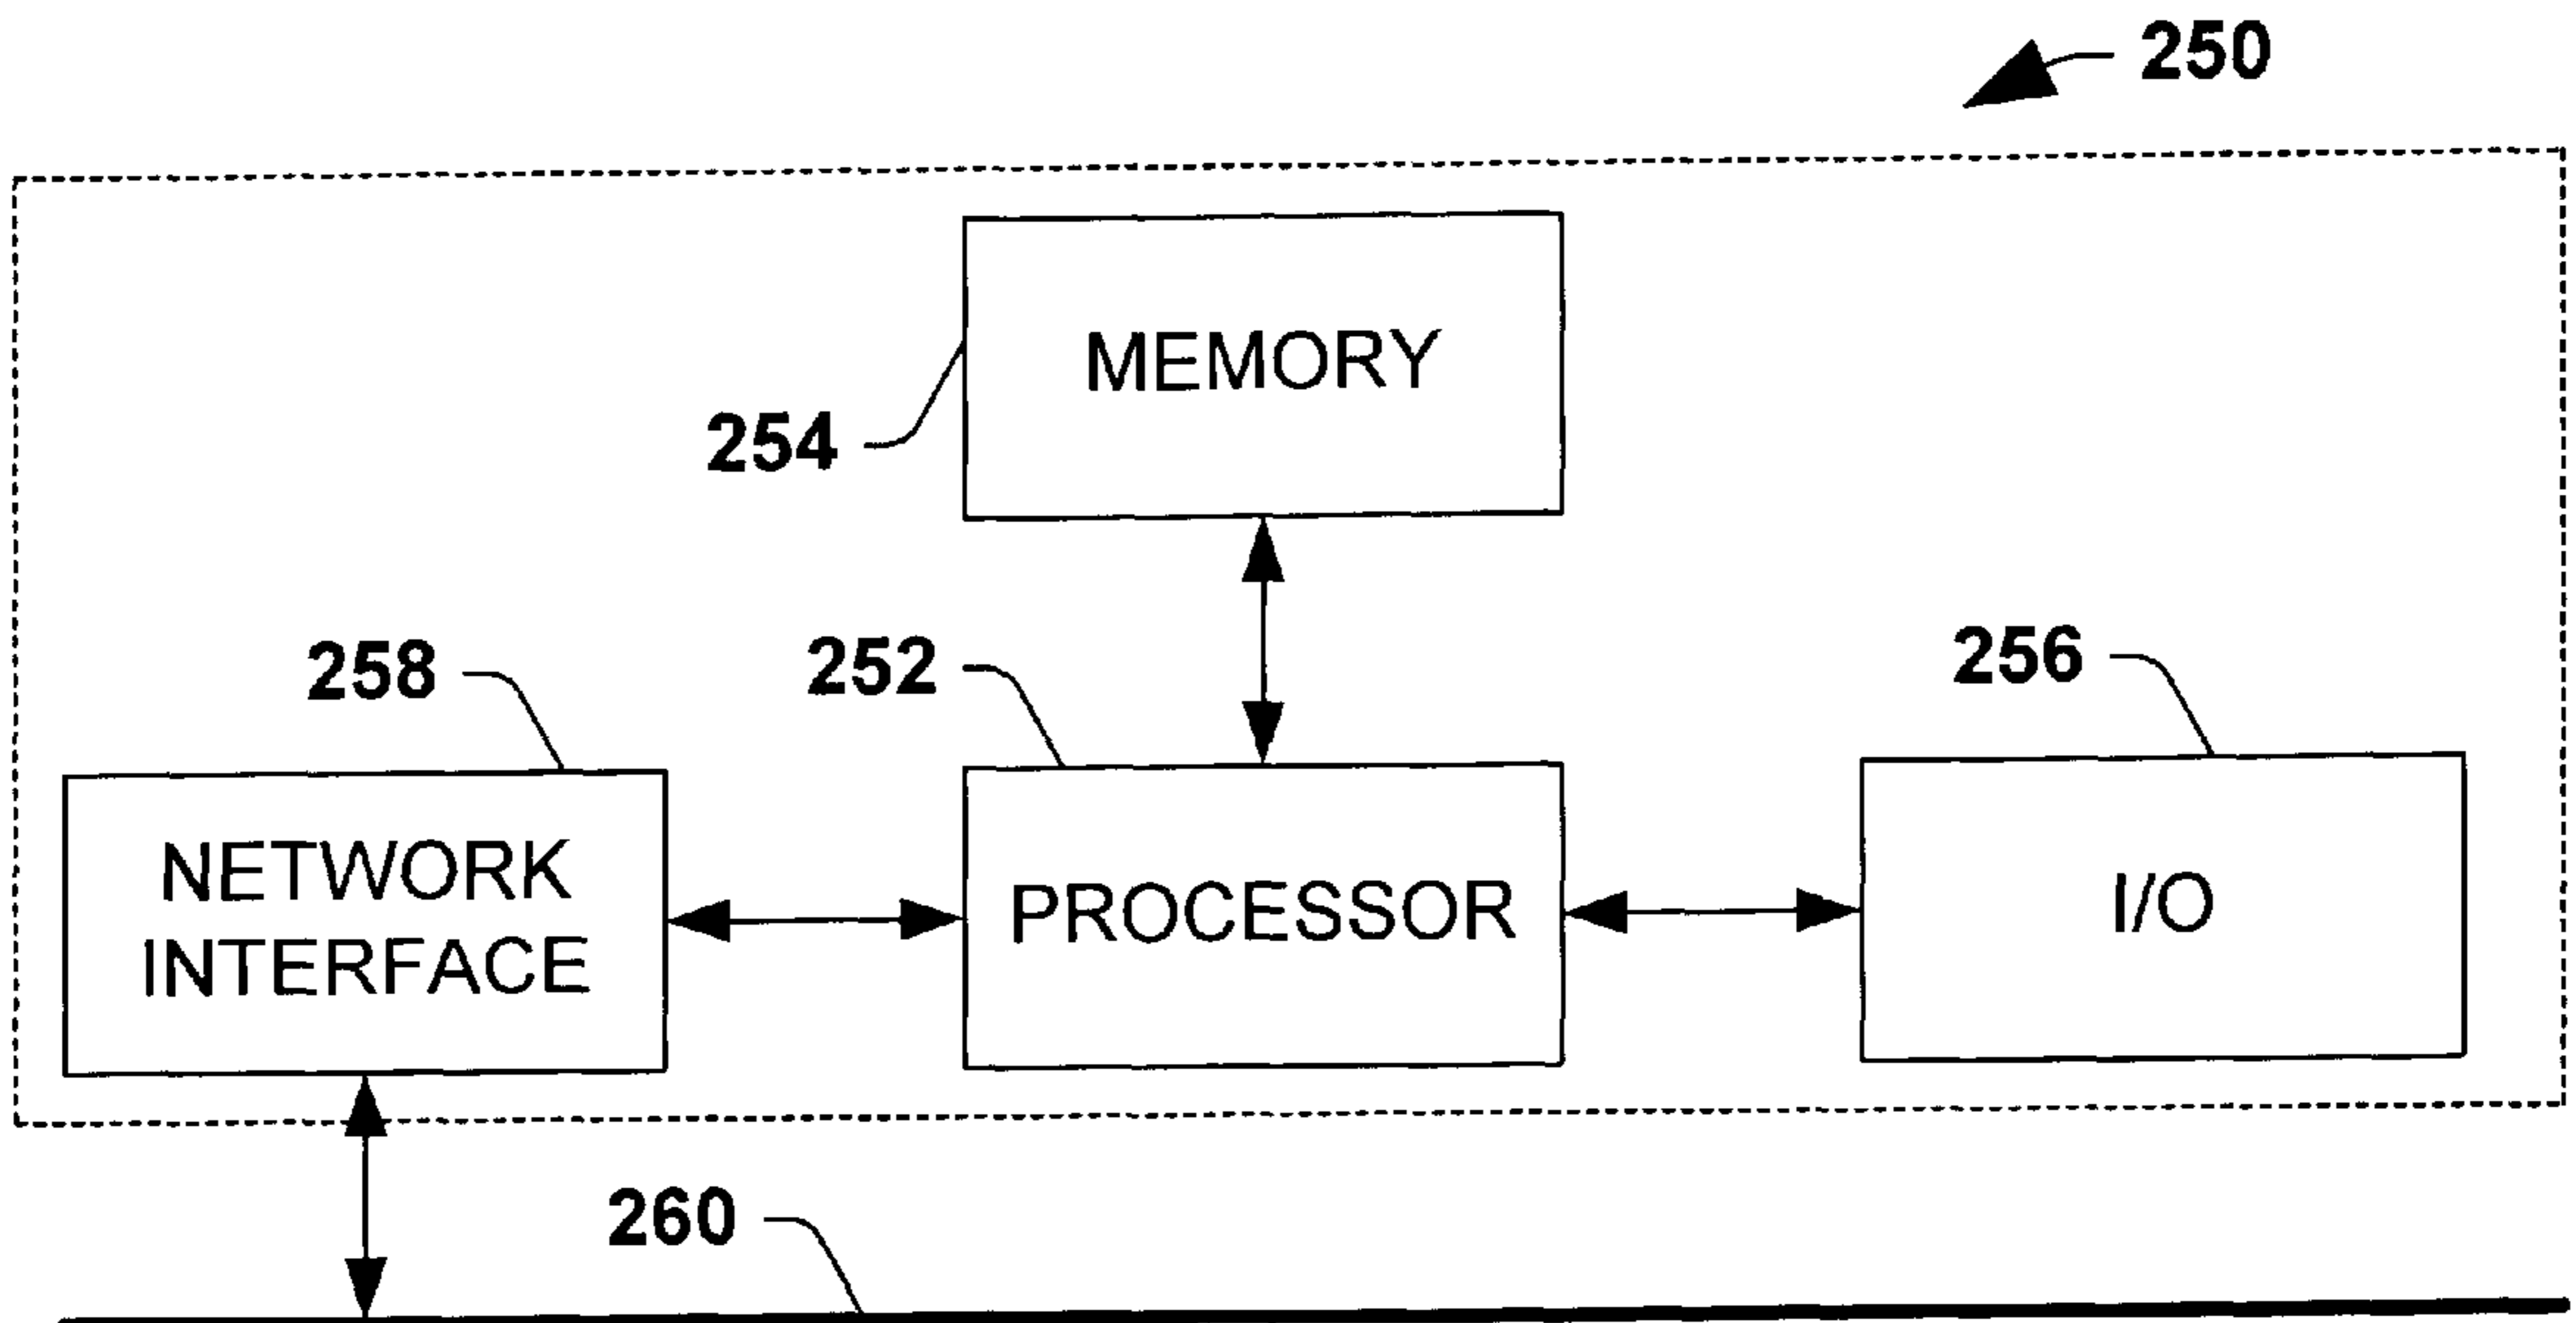 250
MEMORY
254
258
252
256
NETWORK
INTERFACE
PROCESSOR
I/O
260